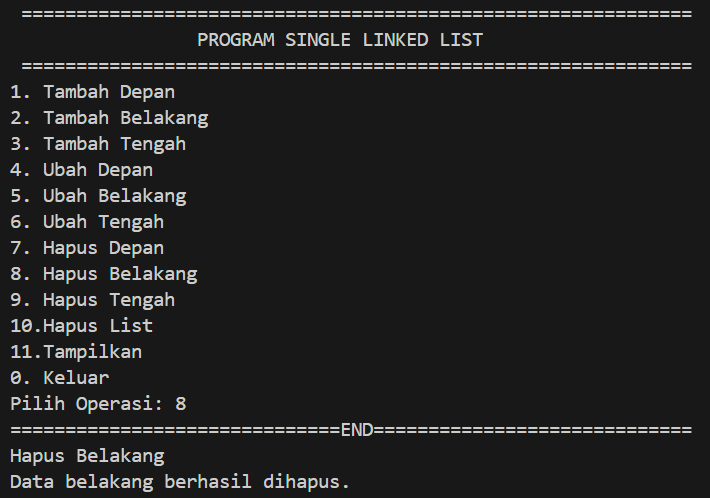 =============================================================
PROGRAM SINGLE LINKED LIST
=============================================================
1. Tambah Depan
2. Tambah Belakang
3. Tambah Tengah
4. Ubah Depan
5. Ubah Belakang
6. Ubah Tengah
7. Hapus Depan
8. Hapus Belakang
9. Hapus Tengah
10.Hapus List
11.Tampilkan
0. Keluar
Pilih Operasi: 8
==============================END=============================
Hapus Belakang
Data belakang berhasil dihapus.